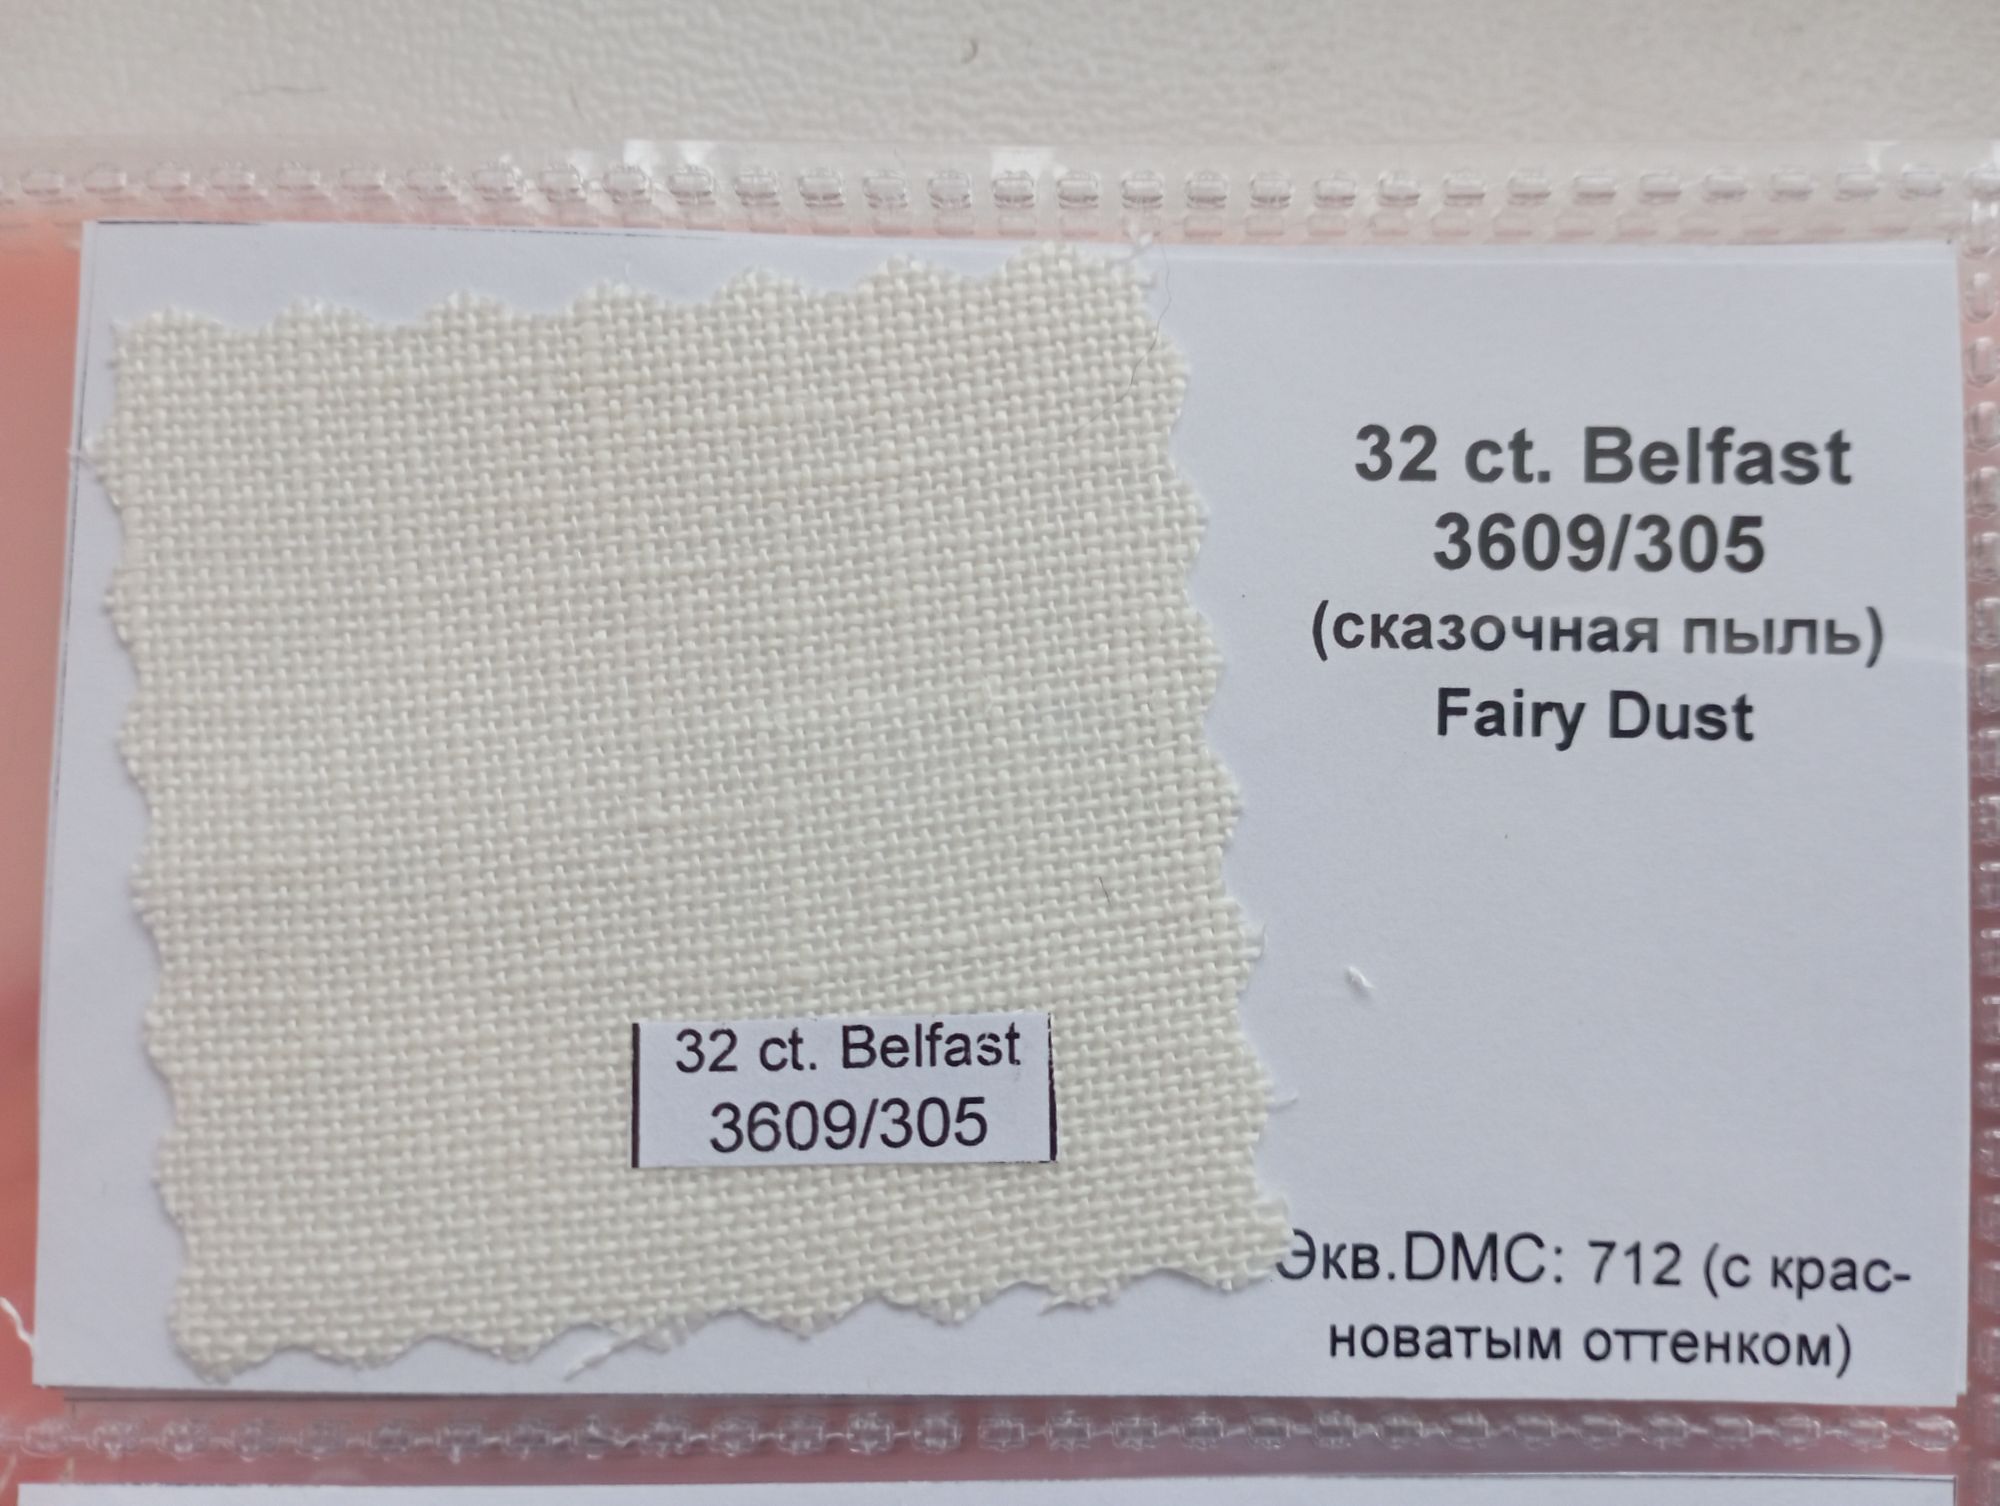 32 ct. Belfast
3609/305
(сказочная пыль)
Fairy Dust
32 ct. Belfast
3609/305
Экв.DMC: 712 (с крас-
новатым оттенком)